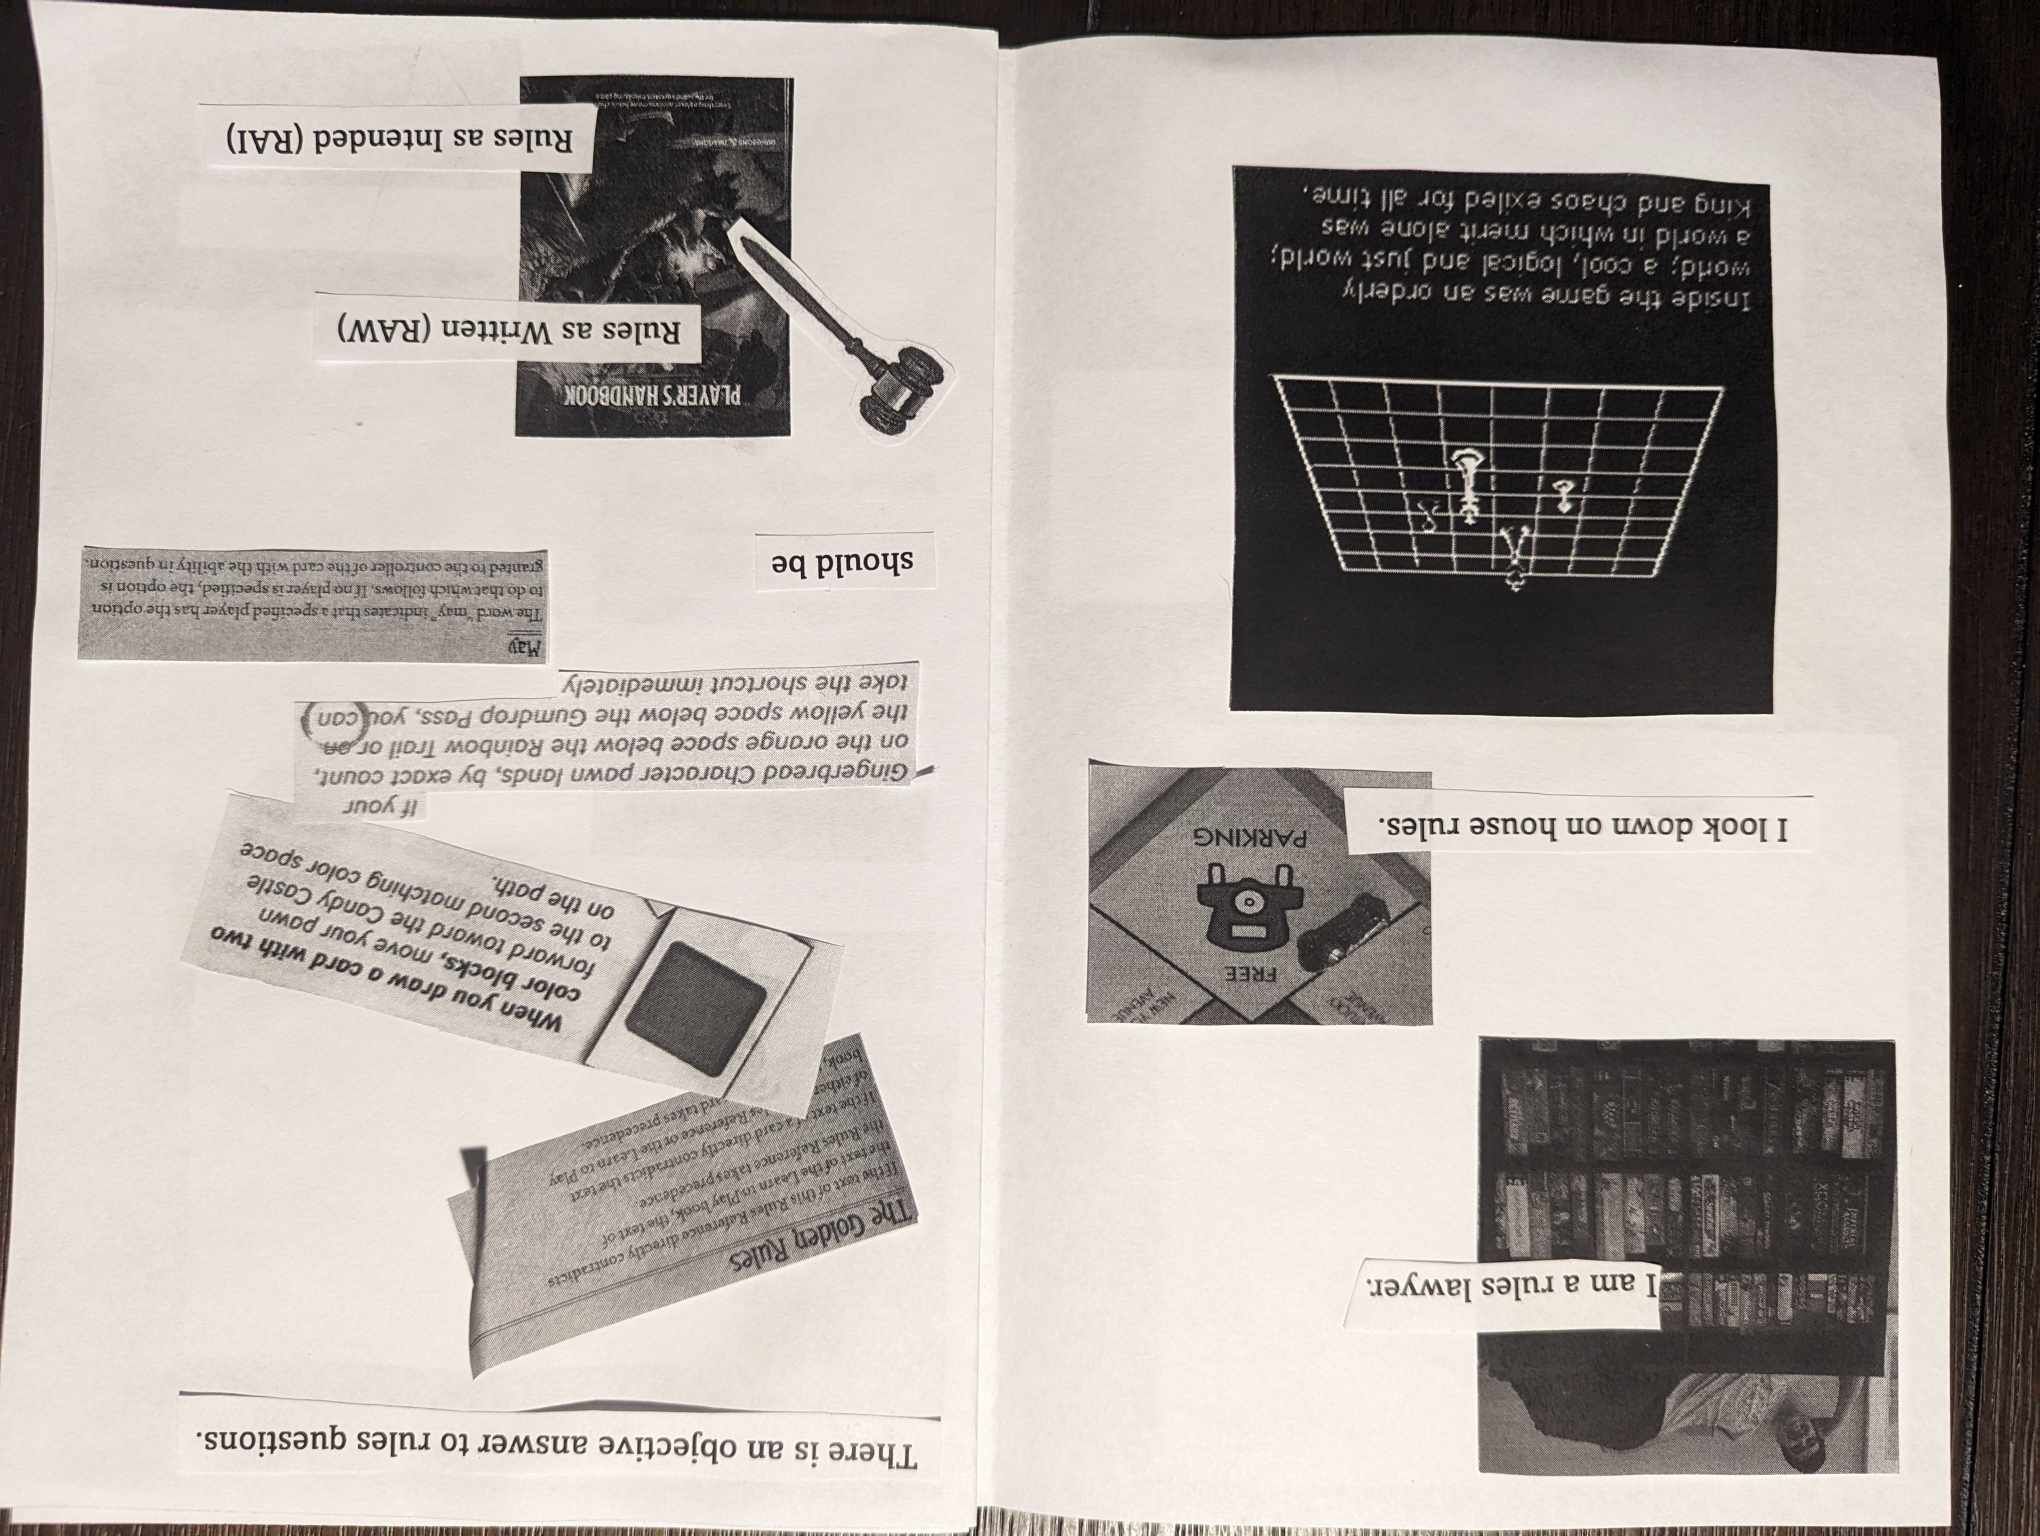 I am a rules lawyer.
AVENUE
NEW
AVENUE
FREE
PARKING
I look down on house rules.
Inside the game was an orderly
world; a cool, logical and just world;
a world in which merit alone was
King and chaos exiled for all time.
There is an objective answer to rules questions.
The Golden Rules
If the text of this Rules Reference directly contradicts
the text of the Learn to Play book, the text of
the Rules Reference takes precedence.
If the text a card directly contradicts the text
of either Reference or the Learn to Play
book, takes precedence.
When you draw a card with two
color blocks, move your pawn
forward toward the Candy Castle
to the second matching color space
on the path.
If your
Gingerbread Character pawn lands, by exact count,
on the orange space below the Rainbow Trail or on
the yellow space below the Gumdrop Pass, you can
take the shortcut immediately
May
The word "may" indicates that a specified player has the option
to do that which follows. If no player is specified, the option is
granted to the controller of the card with the ability in question.
should be
PLAYER'S HANDBOOK
Rules as Written (RAW)
Rules as Intended (RAI)
DUNGEONS & DRAGONS